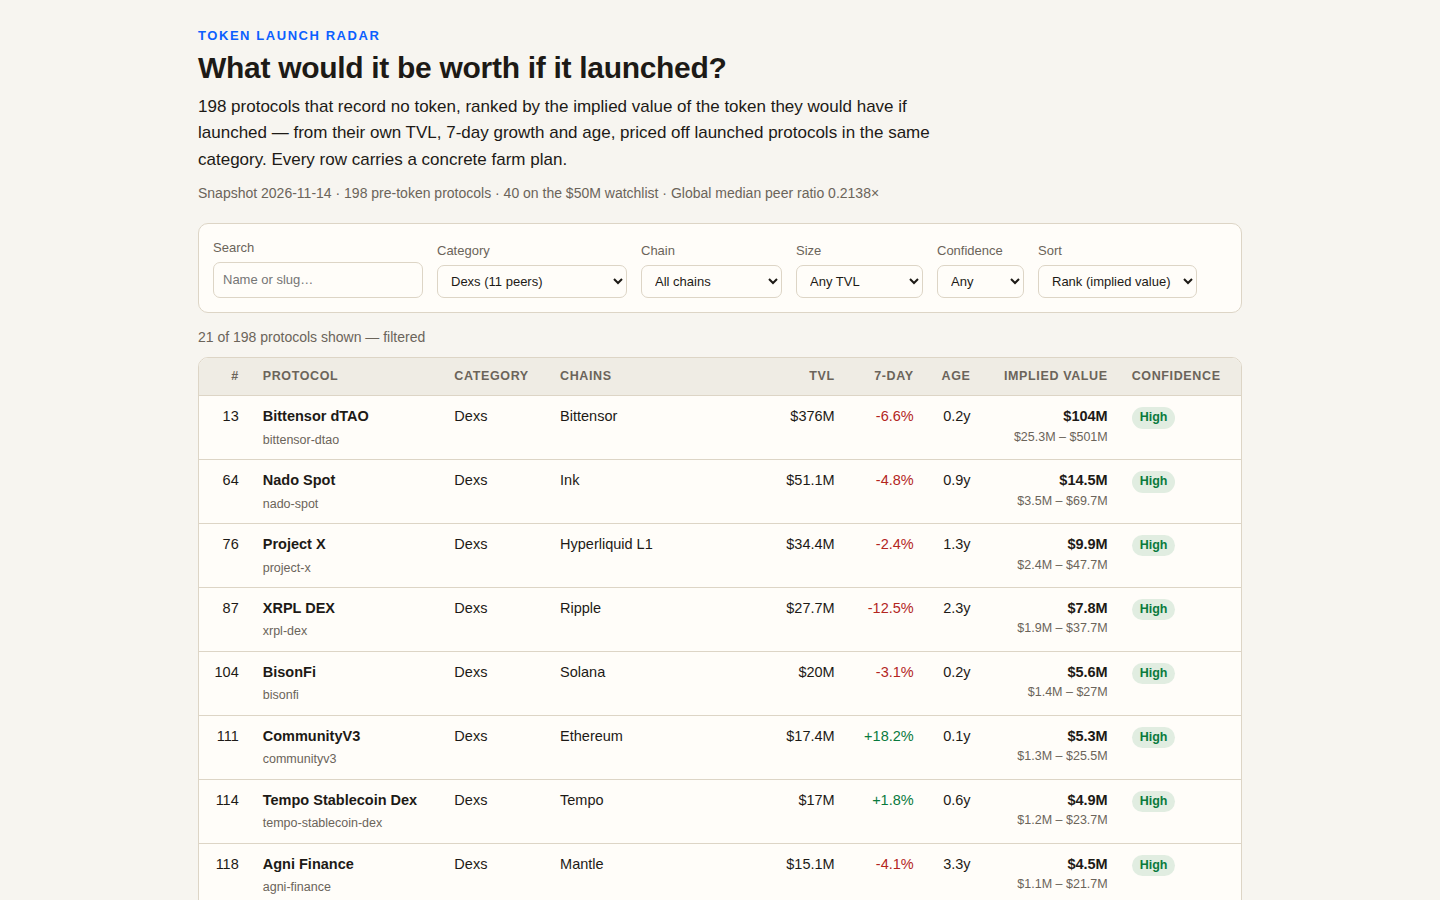 TOKEN LAUNCH RADAR
What would it be worth if it launched?
198 protocols that record no token, ranked by the implied value of the token they would have if
launched — from their own TVL, 7-day growth and age, priced off launched protocols in the same
category. Every row carries a concrete farm plan.
Snapshot 2026-11-14 · 198 pre-token protocols · 40 on the $50M watchlist · Global median peer ratio 0.2138×
Search Category Chain Size Confidence Sort
Name or slug… Dexs (11 peers) All chains Any TVL Any Rank (implied value)
21 of 198 protocols shown — filtered
# PROTOCOL CATEGORY CHAINS TVL 7-DAY AGE IMPLIED VALUE CONFIDENCE
13 Bittensor dTAO Dexs Bittensor $376M -6.6% 0.2y $104M High
bittensor-dtao $25.3M – $501M
64 Nado Spot Dexs Ink $51.1M -4.8% 0.9y $14.5M High
nado-spot $3.5M – $69.7M
76 Project X Dexs Hyperliquid L1 $34.4M -2.4% 1.3y $9.9M High
project-x $2.4M – $47.7M
87 XRPL DEX Dexs Ripple $27.7M -12.5% 2.3y $7.8M High
xrpl-dex $1.9M – $37.7M
104 BisonFi Dexs Solana $20M -3.1% 0.2y $5.6M High
bisonfi $1.4M – $27M
111 CommunityV3 Dexs Ethereum $17.4M +18.2% 0.1y $5.3M High
communityv3 $1.3M – $25.5M
114 Tempo Stablecoin Dex Dexs Tempo $17M +1.8% 0.6y $4.9M High
tempo-stablecoin-dex $1.2M – $23.7M
118 Agni Finance Dexs Mantle $15.1M -4.1% 3.3y $4.5M High
agni-finance $1.1M – $21.7M